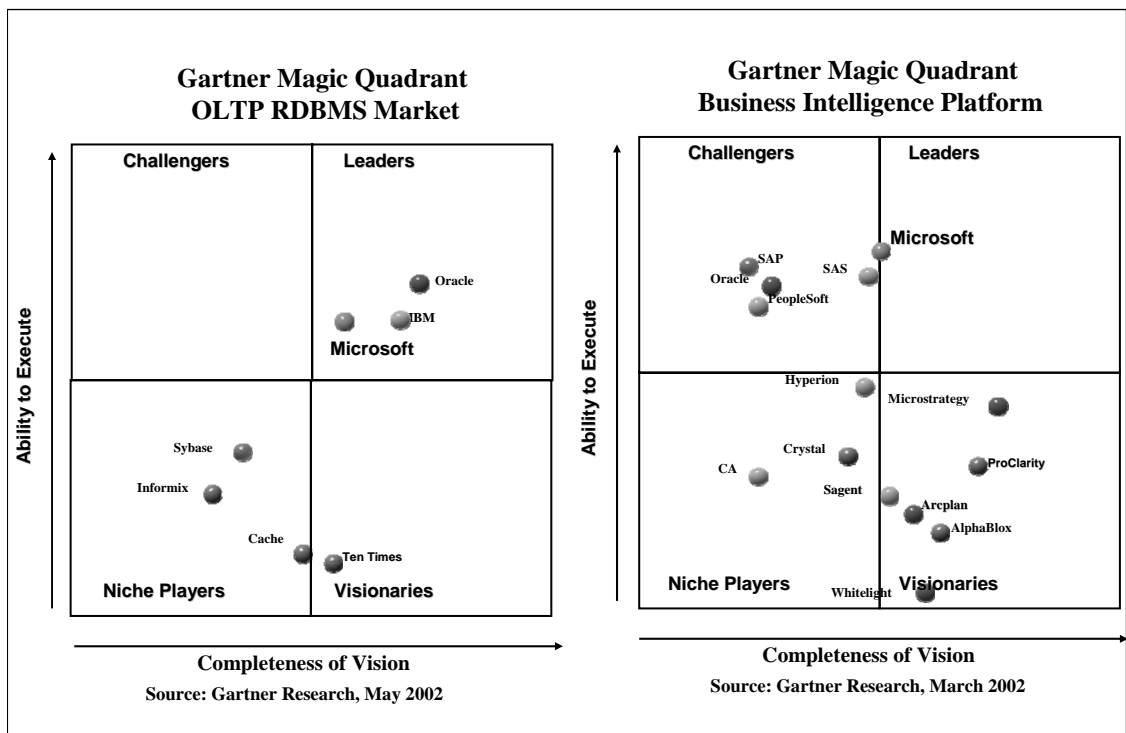 Gartner Magic Quadrant
OLTP RDBMS Market
Challengers
Leaders
Oracle
IBM
Microsoft
Sybase
Informix
Cache
Ten Times
Niche Players
Visionaries
Ability to Execute
Completeness of Vision
Source: Gartner Research, May 2002
Gartner Magic Quadrant
Business Intelligence Platform
Challengers
Leaders
Microsoft
SAP
SAS
Oracle
PeopleSoft
Hyperion
Microstrategy
Crystal
ProClarity
CA
Sagent
Arcplan
AlphaBlox
Niche Players
Visionaries
Whitelight
Ability to Execute
Completeness of Vision
Source: Gartner Research, March 2002